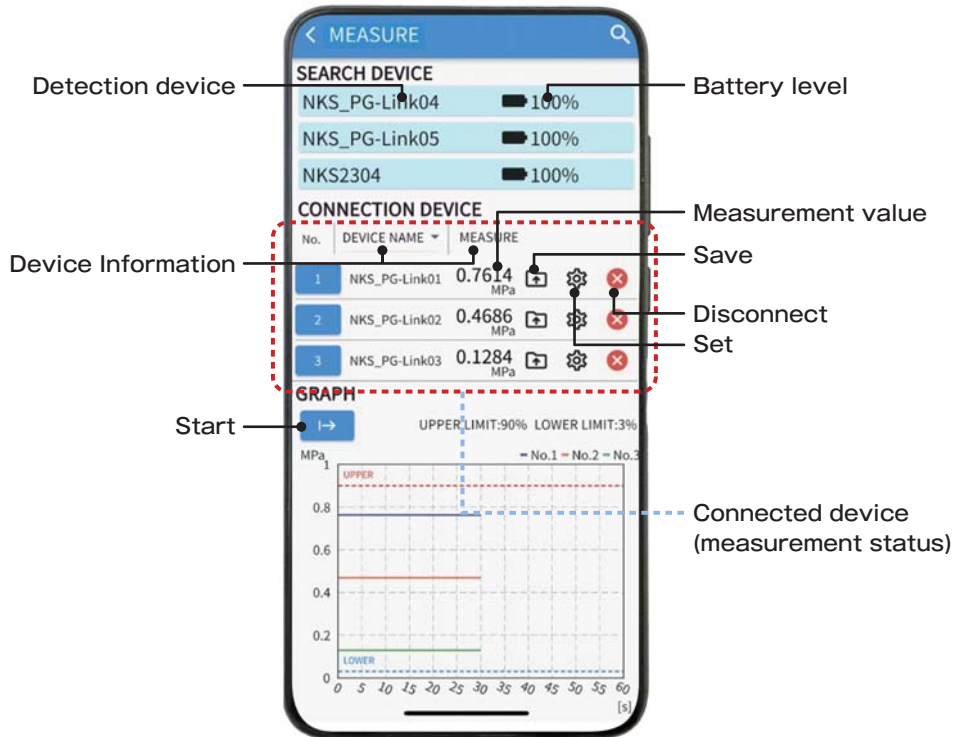 MEASURE
SEARCH DEVICE
Detection device
NKS_PG-Link04 100%
Battery level
NKS_PG-Link05 100%
NKS2304 100%
CONNECTION DEVICE
Measurement value
No. DEVICE NAME MEASURE
Save
Device Information
1 NKS_PG-Link01 0.7614 MPa
Disconnect
2 NKS_PG-Link02 0.4686 MPa
Set
3 NKS_PG-Link03 0.1284 MPa
GRAPH
Start
UPPER LIMIT:90% LOWER LIMIT:3%
MPa
No.1 No.2 No.3
1
UPPER
0.8
Connected device
(measurement status)
0.6
0.4
0.2
LOWER
0
0 5 10 15 20 25 30 35 40 45 50 55 60
[s]